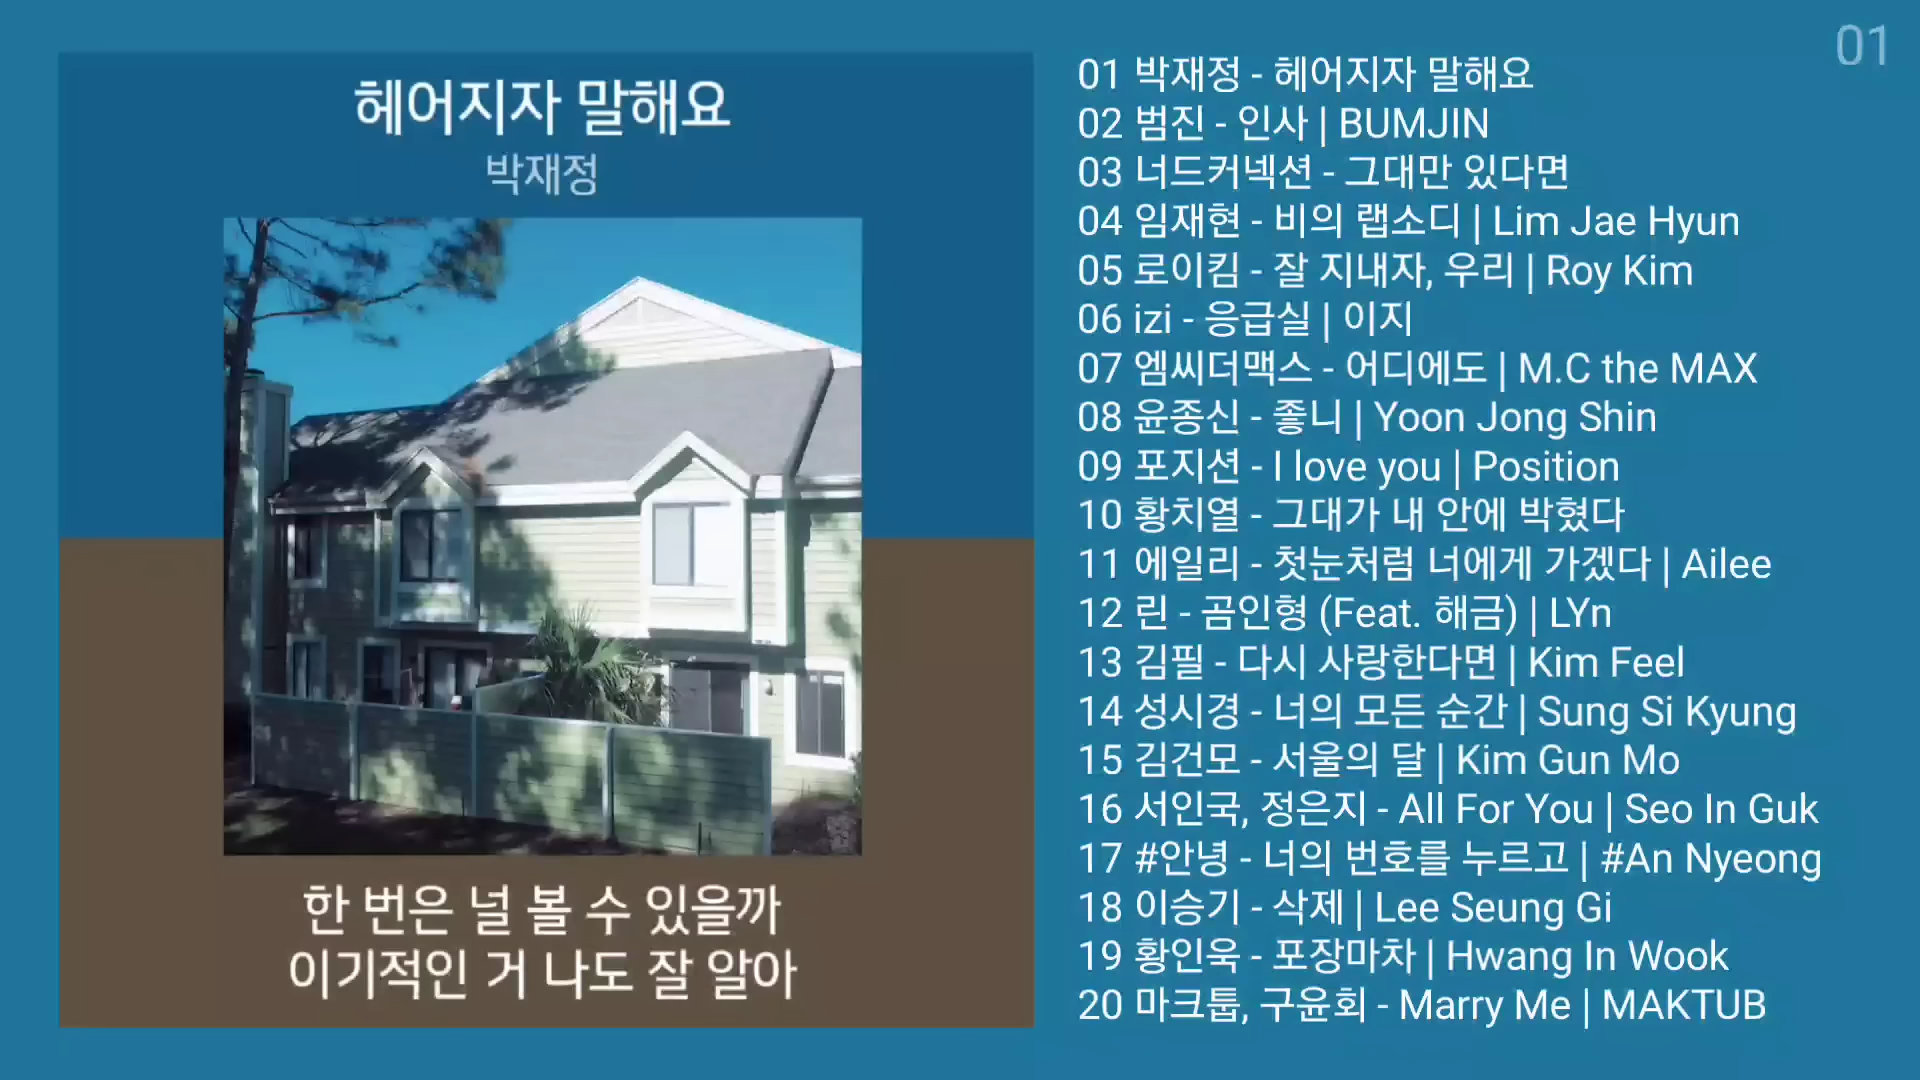 헤어지자 말해요
박재정
한 번은 널 볼 수 있을까
이기적인 거 나도 잘 알아
01
01 박재정 - 헤어지자 말해요
02 범진 - 인사 | BUMJIN
03 너드커넥션 - 그대만 있다면
04 임재현 - 비의 랩소디 | Lim Jae Hyun
05 로이킴 - 잘 지내자, 우리 | Roy Kim
06 izi - 응급실 | 이지
07 엠씨더맥스 - 어디에도 | M.C the MAX
08 윤종신 - 좋니 | Yoon Jong Shin
09 포지션 - I love you | Position
10 황치열 - 그대가 내 안에 박혔다
11 에일리 - 첫눈처럼 너에게 가겠다 | Ailee
12 린 - 곰인형 (Feat. 해금) | LYn
13 김필 - 다시 사랑한다면 | Kim Feel
14 성시경 - 너의 모든 순간 | Sung Si Kyung
15 김건모 - 서울의 달 | Kim Gun Mo
16 서인국, 정은지 - All For You | Seo In Guk
17 #안녕 - 너의 번호를 누르고 | #An Nyeong
18 이승기 - 삭제 | Lee Seung Gi
19 황인욱 - 포장마차 | Hwang In Wook
20 마크툽, 구윤회 - Marry Me | MAKTUB